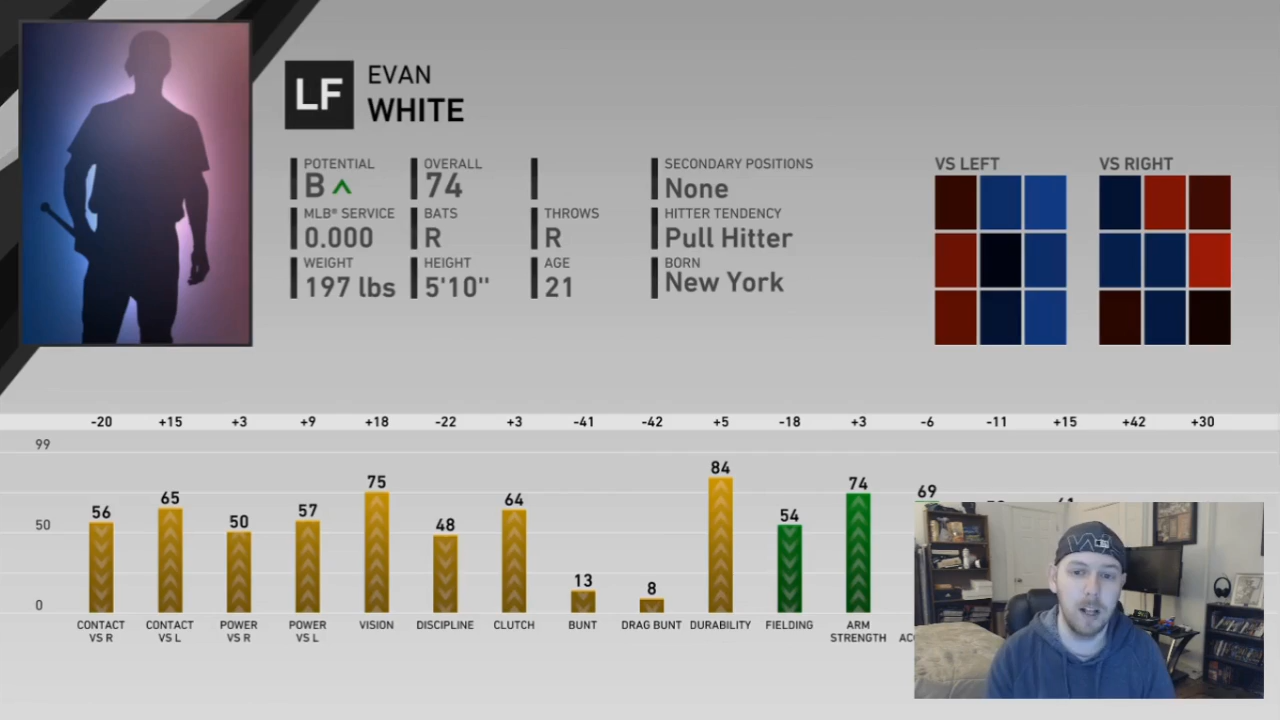 LF
EVAN
WHITE
POTENTIAL OVERALL SECONDARY POSITIONS VS LEFT VS RIGHT
B 74 None
MLB® SERVICE BATS THROWS HITTER TENDENCY
0.000 R R Pull Hitter
WEIGHT HEIGHT AGE BORN
197 lbs 5'10" 21 New York
-20 +15 +3 +9 +18 -22 +3 -41 -42 +5 -18 +3 -6 -11 +15 +42 +30
99
50
0
56 65 50 57 75 48 64 13 8 84 54 74 69
CONTACT VS R
CONTACT VS L
POWER VS R
POWER VS L
VISION
DISCIPLINE
CLUTCH
BUNT
DRAG BUNT
DURABILITY
FIELDING
ARM STRENGTH